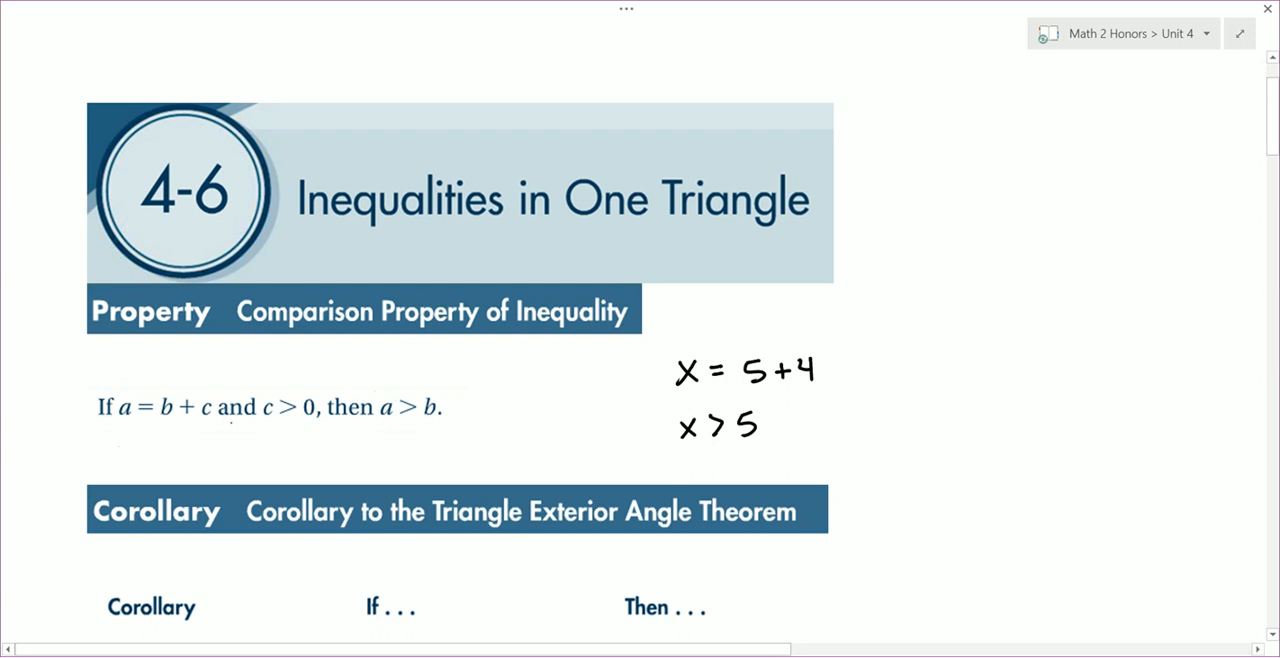 Math 2 Honors > Unit 4
4-6 Inequalities in One Triangle
Property Comparison Property of Inequality
x = 5+4
If a = b + c and c > 0, then a > b.
x > 5
Corollary Corollary to the Triangle Exterior Angle Theorem
Corollary If . . . Then . . .